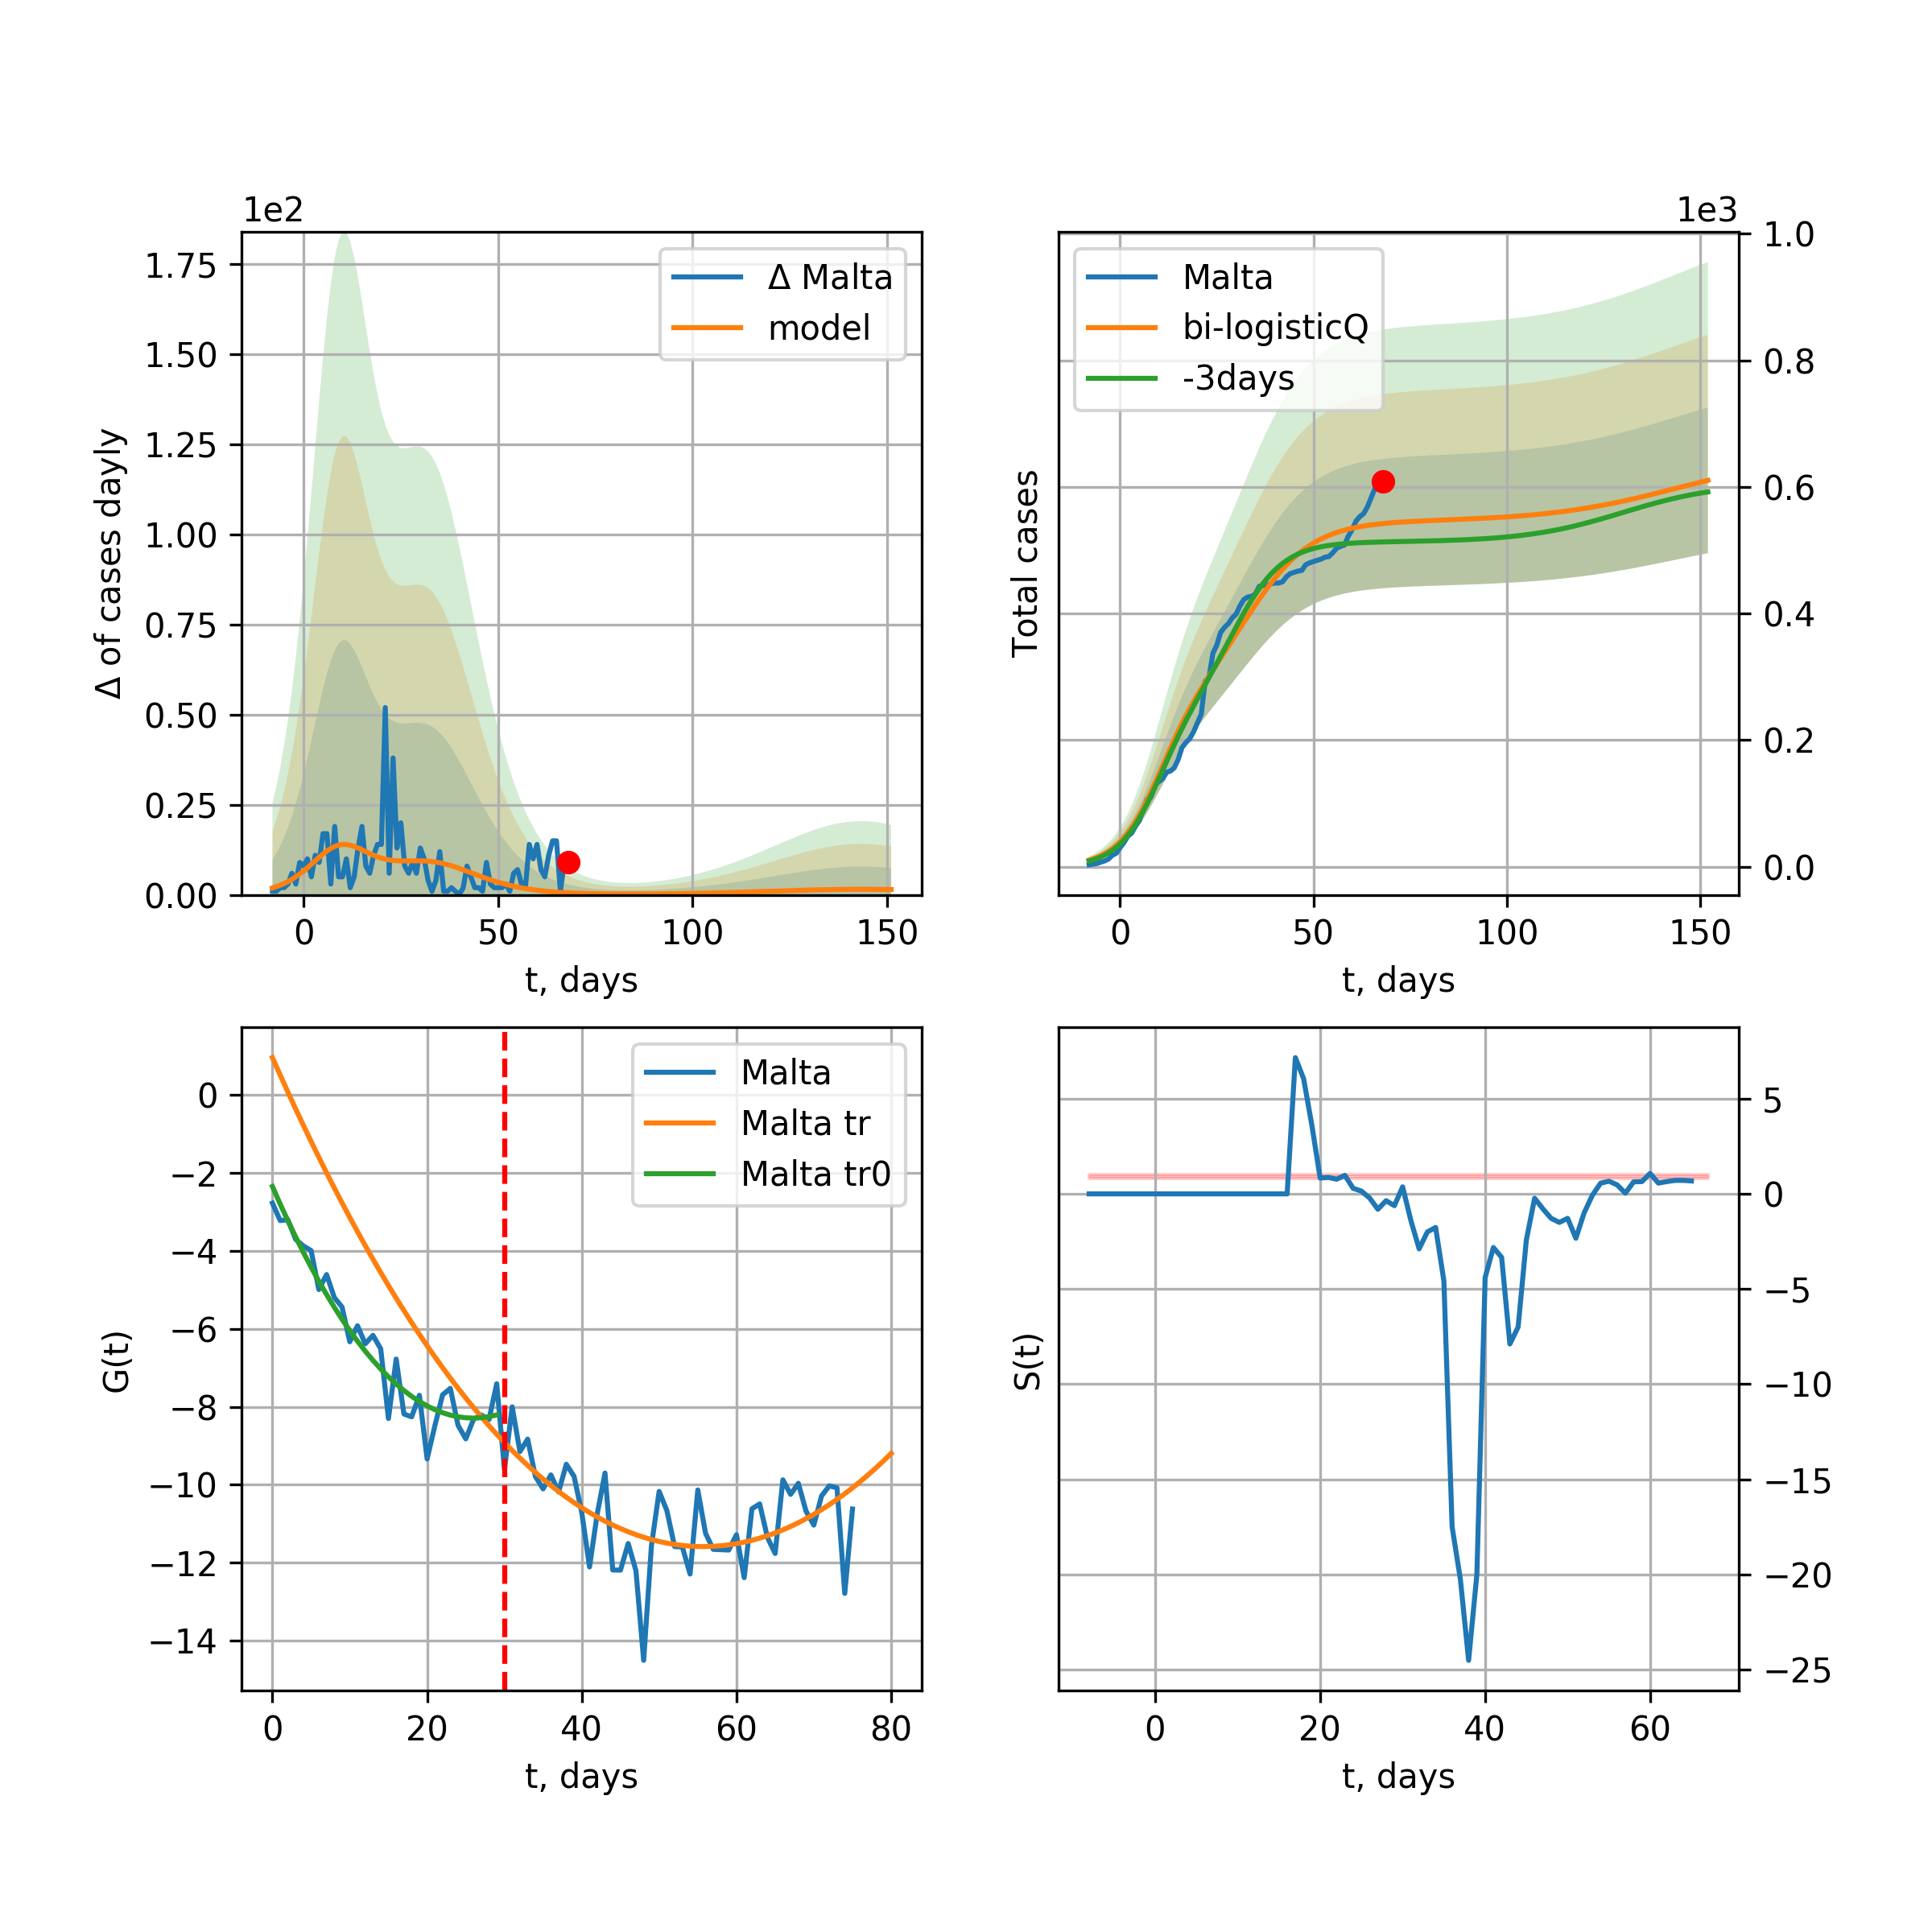 1e2
1.75
1.50
1.25
1.00
0.75
0.50
0.25
0.00
Δ of cases dayly
Δ Malta
model
0 50 100 150
t, days
1e3
1.0
0.8
0.6
0.4
0.2
0.0
Total cases
Malta
bi-logisticQ
-3days
0 50 100 150
t, days
0
−2
−4
−6
−8
−10
−12
−14
G(t)
Malta
Malta tr
Malta tr0
0 20 40 60 80
t, days
5
0
−5
−10
−15
−20
−25
S(t)
0 20 40 60
t, days